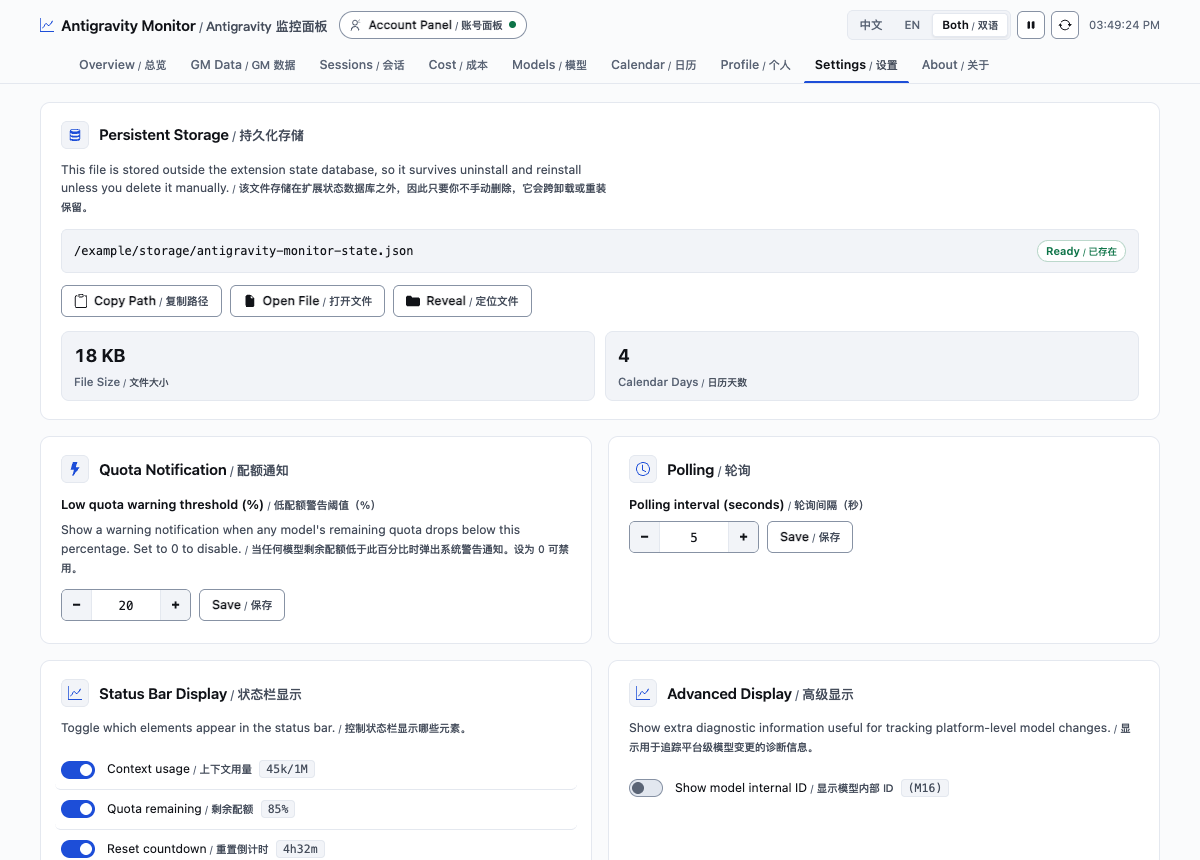 Antigravity Monitor / Antigravity 监控面板
Account Panel / 账号面板
中文 EN Both / 双语
03:49:24 PM
Overview / 总览 GM Data / GM 数据 Sessions / 会话 Cost / 成本 Models / 模型 Calendar / 日历 Profile / 个人 Settings / 设置 About / 关于
Persistent Storage / 持久化存储
This file is stored outside the extension state database, so it survives uninstall and reinstall
unless you delete it manually. / 该文件存储在扩展状态数据库之外，因此只要你不手动删除，它会跨卸载或重装
保留。
/example/storage/antigravity-monitor-state.json
Ready / 已存在
Copy Path / 复制路径 Open File / 打开文件 Reveal / 定位文件
18 KB
File Size / 文件大小
4
Calendar Days / 日历天数
Quota Notification / 配额通知
Low quota warning threshold (%) / 低配额警告阈值（%）
Show a warning notification when any model's remaining quota drops below this
percentage. Set to 0 to disable. / 当任何模型剩余配额低于此百分比时弹出系统警告通知。设为 0 可禁
用。
− 20 + Save / 保存
Polling / 轮询
Polling interval (seconds) / 轮询间隔（秒）
− 5 + Save / 保存
Status Bar Display / 状态栏显示
Toggle which elements appear in the status bar. / 控制状态栏显示哪些元素。
Context usage / 上下文用量 45k/1M
Quota remaining / 剩余配额 85%
Reset countdown / 重置倒计时 4h32m
Advanced Display / 高级显示
Show extra diagnostic information useful for tracking platform-level model changes. / 显
示用于追踪平台级模型变更的诊断信息。
Show model internal ID / 显示模型内部 ID (M16)